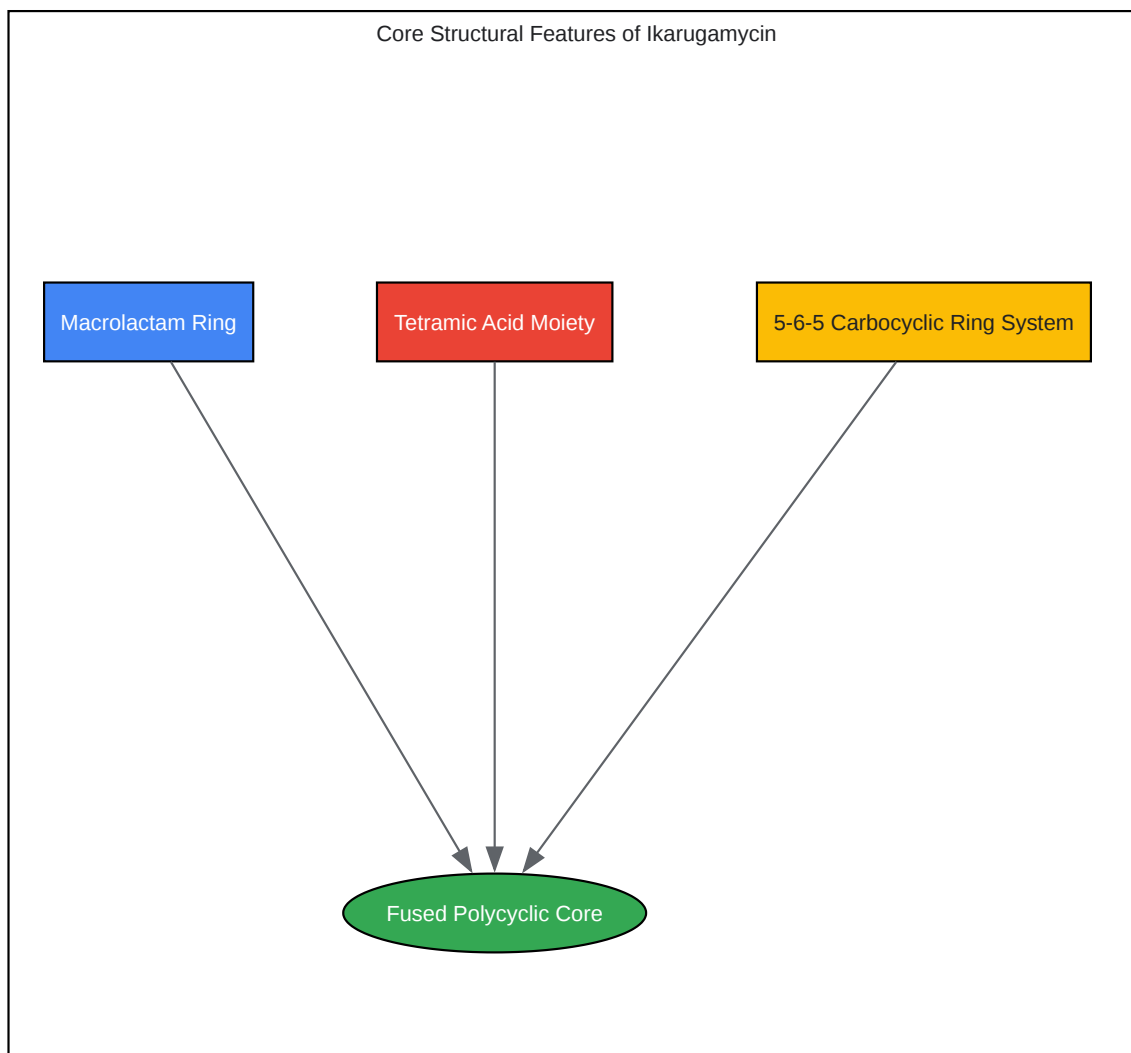 Core Structural Features of Ikarugamycin
Macrolactam Ring
Tetramic Acid Moiety
5-6-5 Carbocyclic Ring System
Fused Polycyclic Core